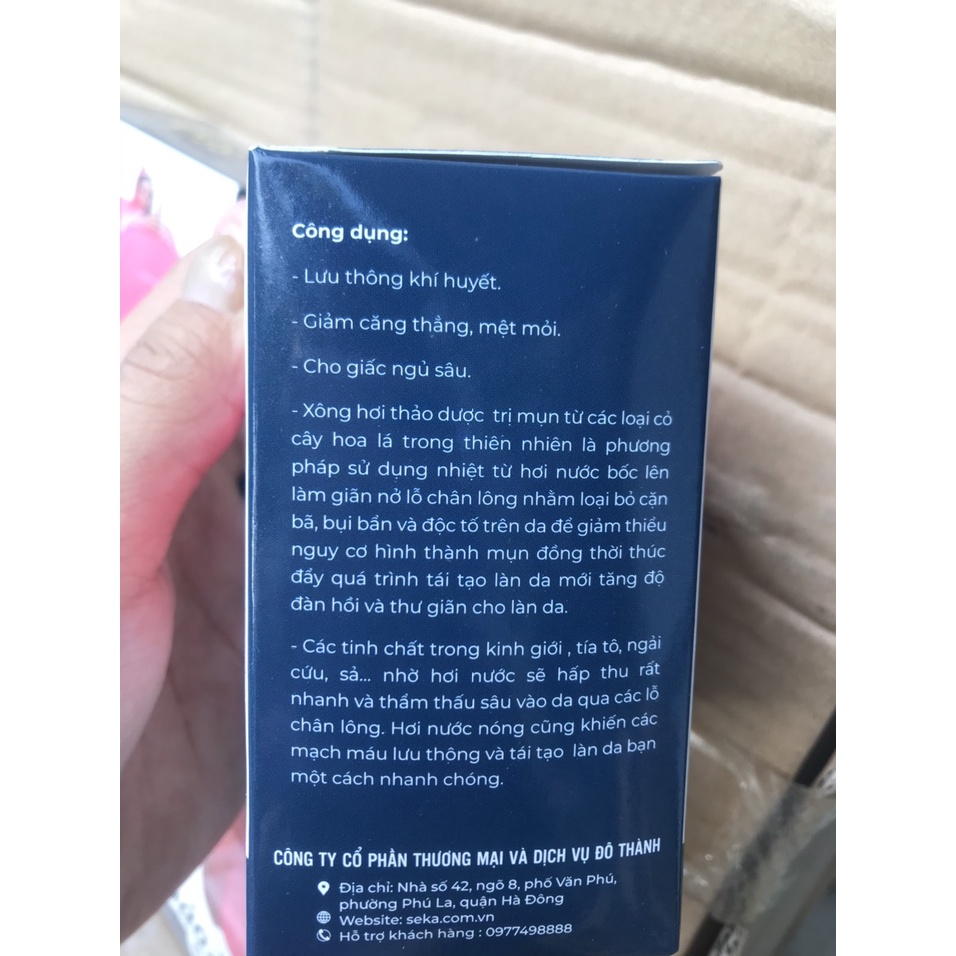 Công dụng:
- Lưu thông khí huyết.
- Giảm căng thẳng, mệt mỏi.
- Cho giấc ngủ sâu.
- Xông hơi thảo dược trị mụn từ các loại cỏ
cây hoa lá trong thiên nhiên là phương
pháp sử dụng nhiệt từ hơi nước bốc lên
làm giãn nở lỗ chân lông nhằm loại bỏ cặn
bã, bụi bẩn và độc tố trên da để giảm thiểu
nguy cơ hình thành mụn đồng thời thúc
đẩy quá trình tái tạo làn da mới tăng độ
đàn hồi và thư giãn cho làn da.
- Các tinh chất trong kinh giới , tía tô, ngải
cứu, sả... nhờ hơi nước sẽ hấp thu rất
nhanh và thẩm thấu sâu vào da qua các lỗ
chân lông. Hơi nước nóng cũng khiến các
mạch máu lưu thông và tái tạo làn da bạn
một cách nhanh chóng.
CÔNG TY CỔ PHẦN THƯƠNG MẠI VÀ DỊCH VỤ ĐÔ THÀNH
Địa chỉ: Nhà số 42, ngõ 8, phố Văn Phú,
phường Phú La, quận Hà Đông
Website: seka.com.vn
Hỗ trợ khách hàng : 0977498888